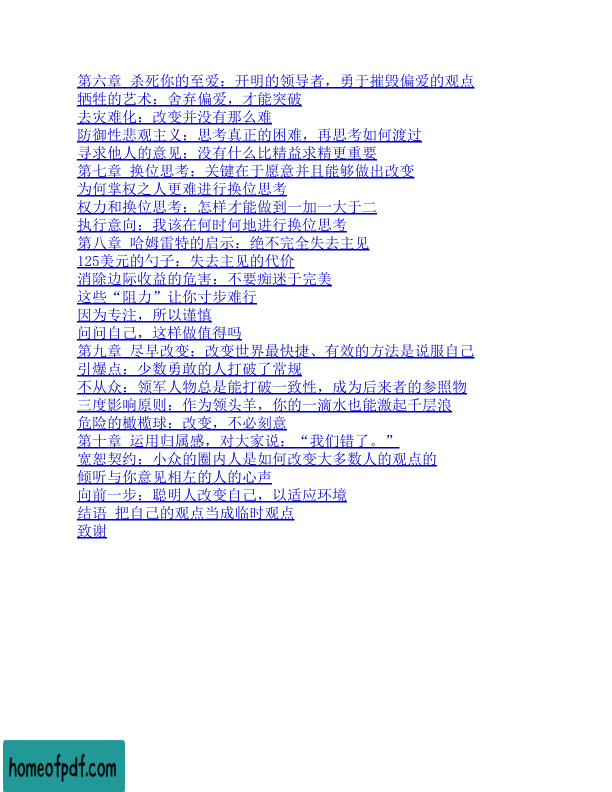 第六章 杀死你的至爱：开明的领导者，勇于摧毁偏爱的观点
牺牲的艺术：舍弃偏爱，才能突破
去灾难化：改变并没有那么难
防御性悲观主义：思考真正的困难，再思考如何渡过
寻求他人的意见：没有什么比精益求精更重要
第七章 换位思考：关键在于愿意并且能够做出改变
为何掌权之人更难进行换位思考
权力和换位思考：怎样才能做到一加一大于二
执行意向：我该在何时何地进行换位思考
第八章 哈姆雷特的启示：绝不完全失去主见
125美元的勺子：失去主见的代价
消除边际收益的危害：不要痴迷于完美
这些“阻力”让你寸步难行
因为专注，所以谨慎
问问自己，这样做值得吗
第九章 尽早改变：改变世界最快捷、有效的方法是说服自己
引爆点：少数勇敢的人打破了常规
不从众：领军人物总是能打破一致性，成为后来者的参照物
三度影响原则：作为领头羊，你的一滴水也能激起千层浪
危险的橄榄球：改变，不必刻意
第十章 运用归属感，对大家说：“我们错了。”
宽恕契约：小众的圈内人是如何改变大多数人的观点的
倾听与你意见相左的人的心声
向前一步：聪明人改变自己，以适应环境
结语 把自己的观点当成临时观点
致谢
homeofpdf.com